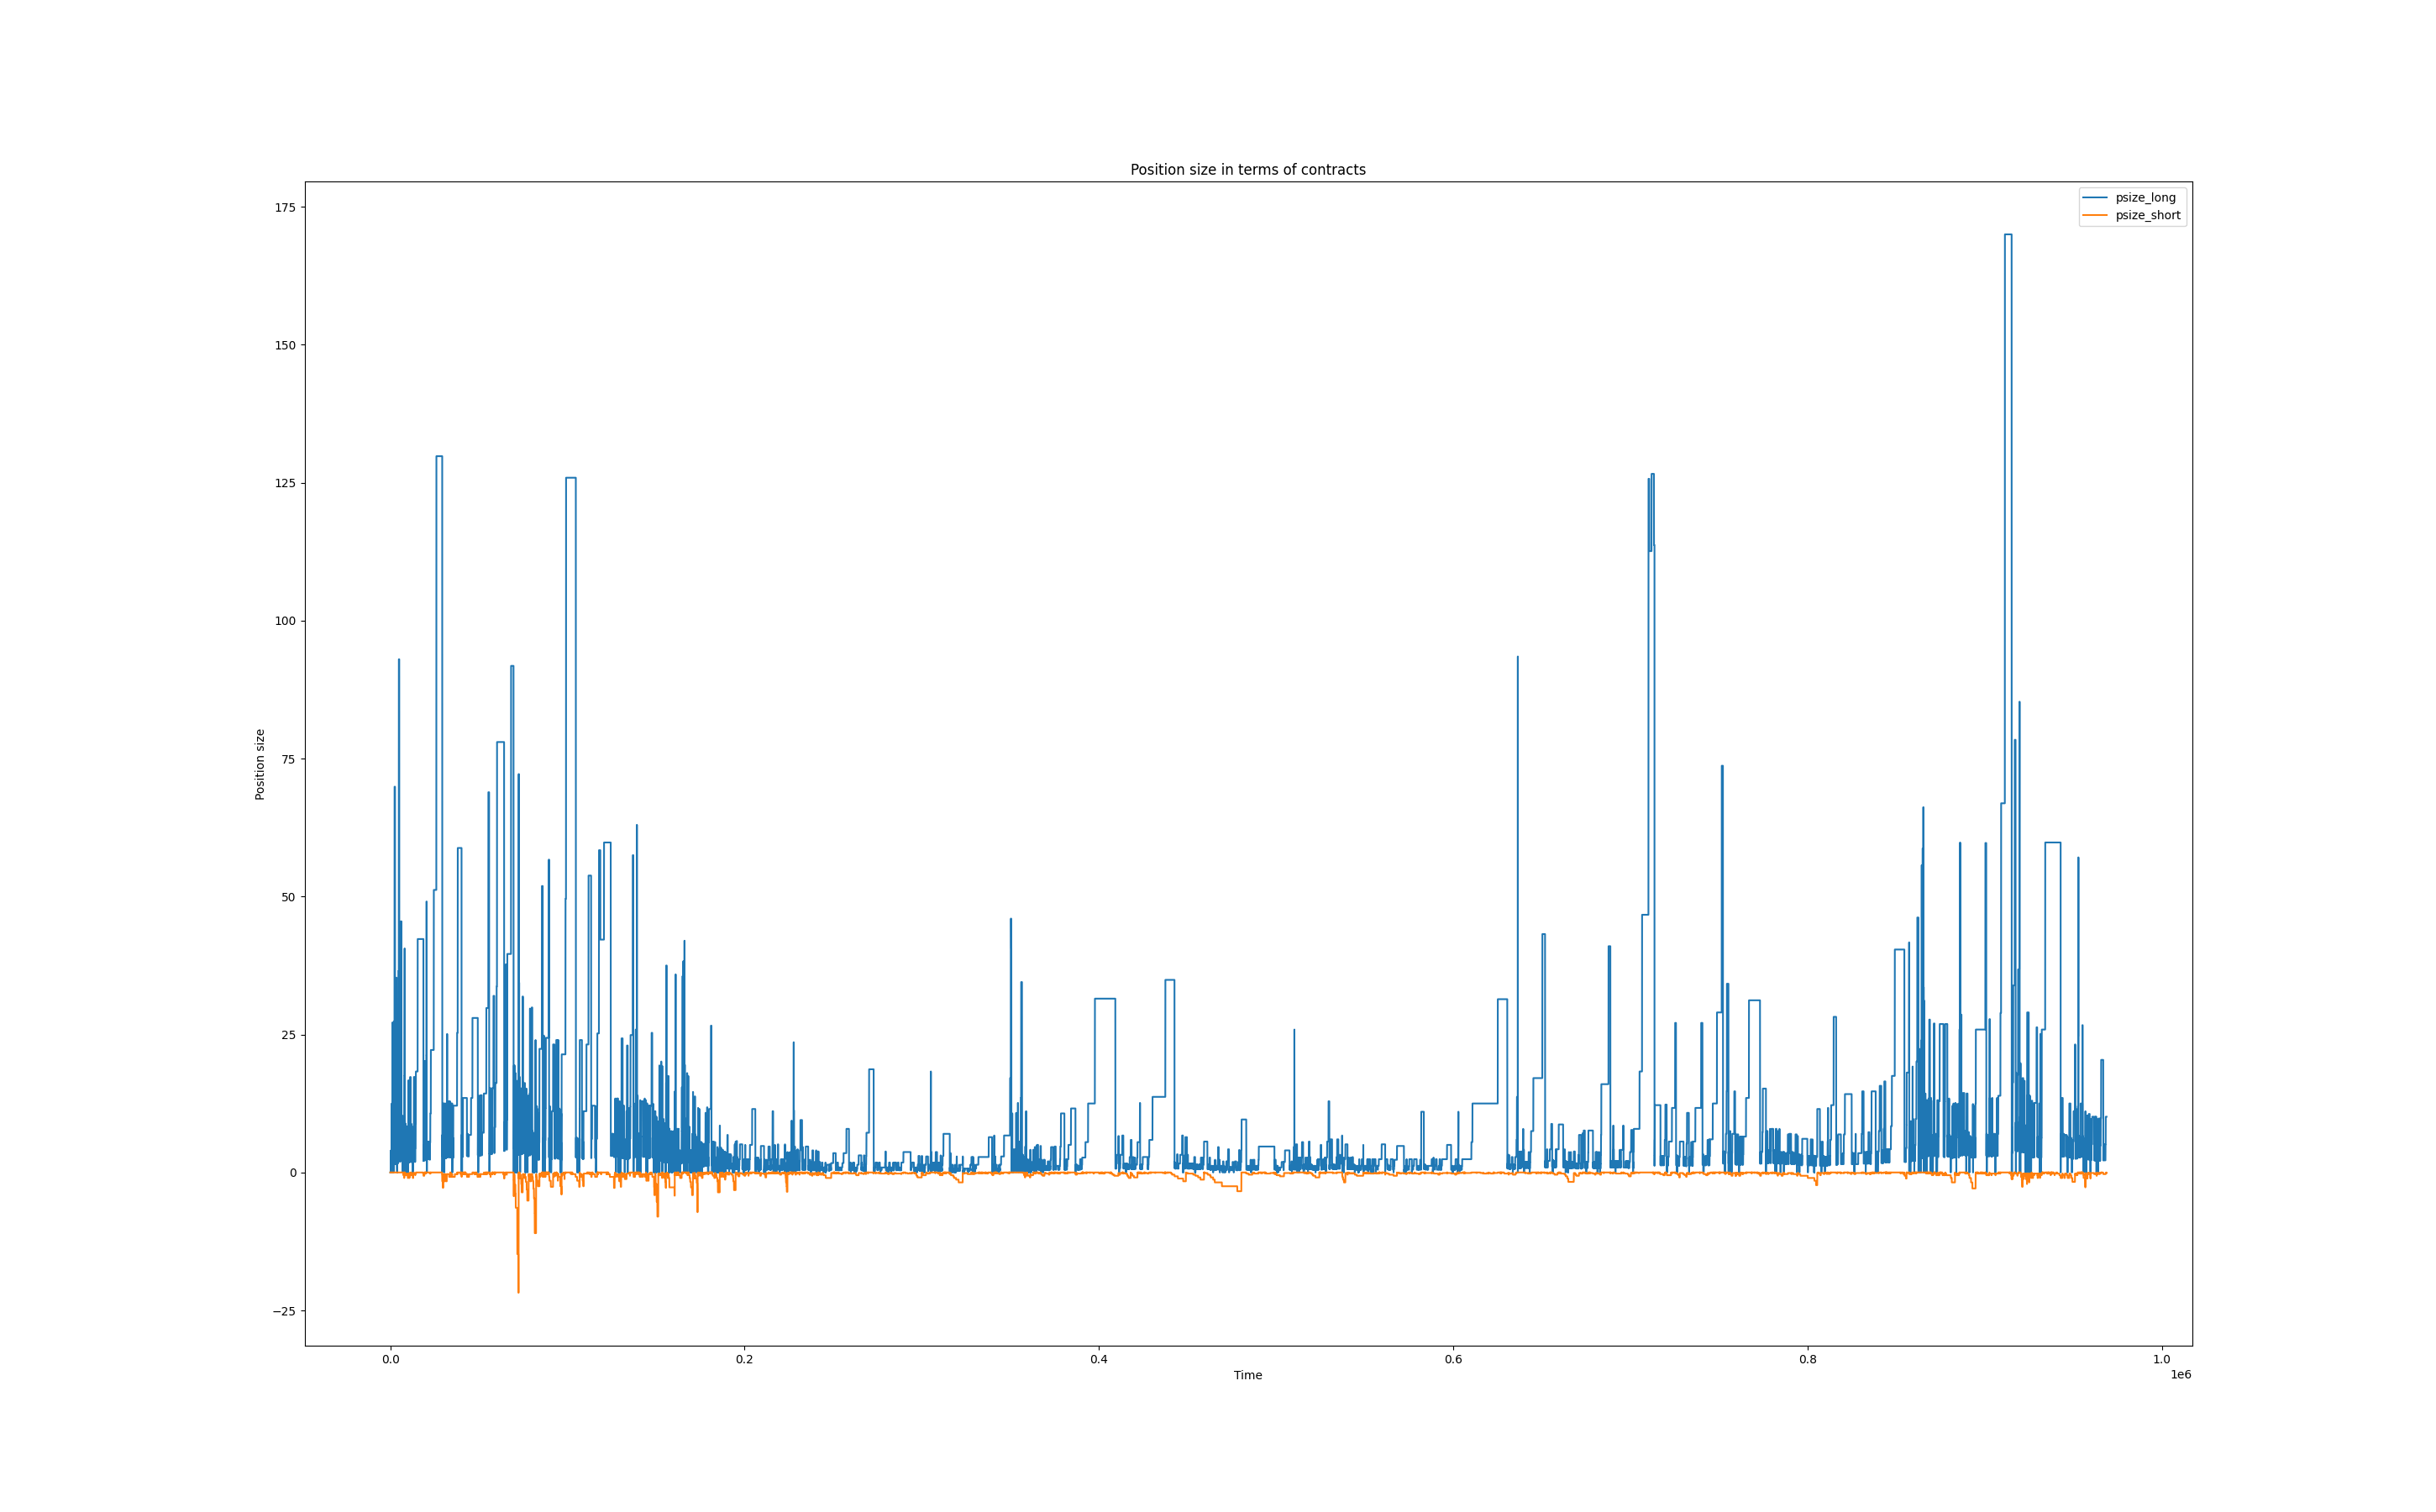 Position size in terms of contracts
psize_long
psize_short
175
150
125
100
75
50
25
0
−25
Position size
0.0
0.2
0.4
0.6
0.8
1.0
1e6
Time